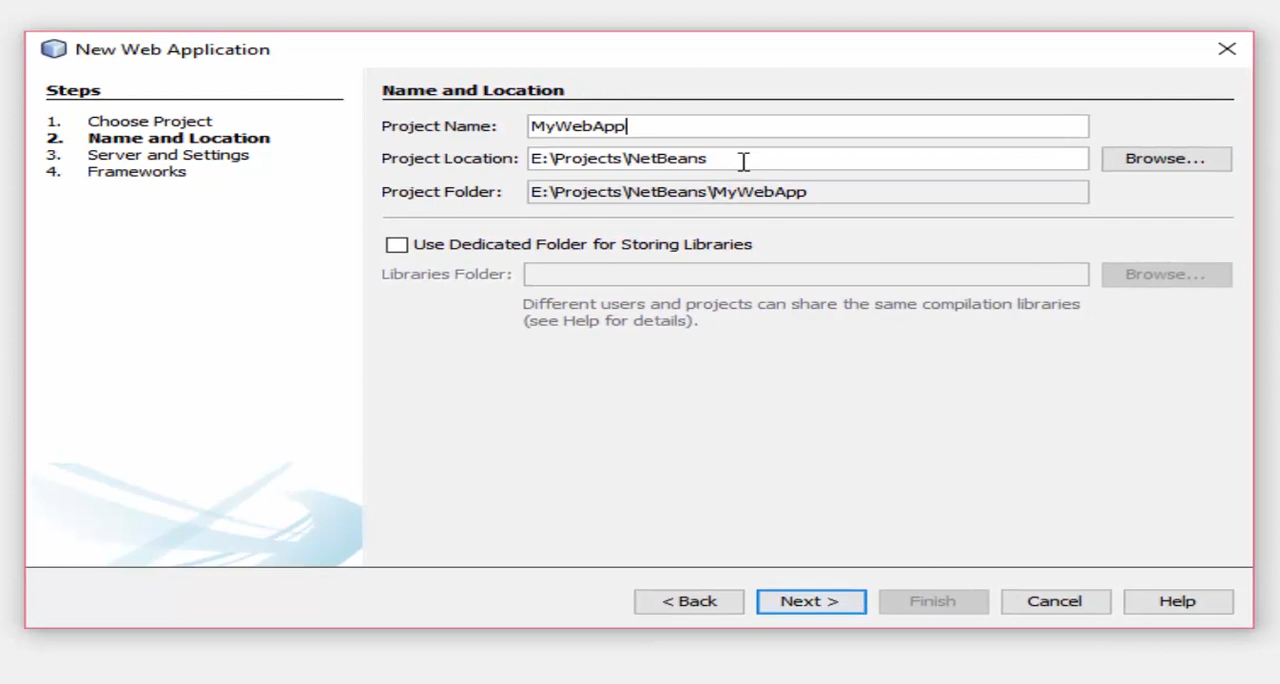 New Web Application
Steps
1. Choose Project
2. Name and Location
3. Server and Settings
4. Frameworks
Name and Location
Project Name: MyWebApp
Project Location: E:\Projects\NetBeans Browse...
Project Folder: E:\Projects\NetBeans\MyWebApp
Use Dedicated Folder for Storing Libraries
Libraries Folder: Browse...
Different users and projects can share the same compilation libraries
(see Help for details).
< Back Next > Finish Cancel Help